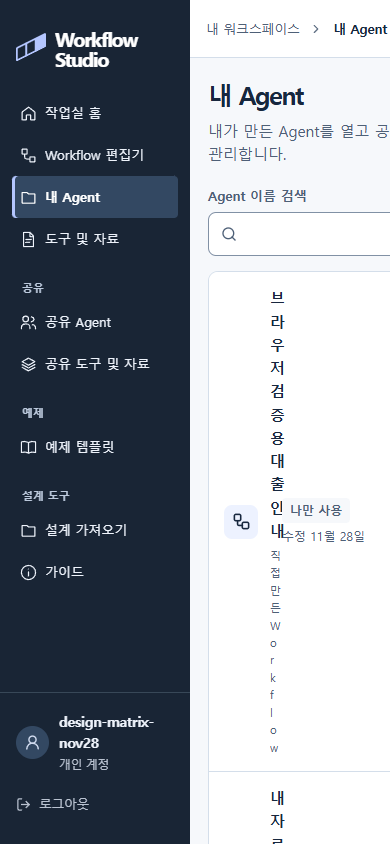 Workflow
Studio
작업실 홈
Workflow 편집기
내 Agent
도구 및 자료
공유
공유 Agent
공유 도구 및 자료
예제
예제 템플릿
설계 도구
설계 가져오기
가이드
design-matrix-
nov28
개인 계정
로그아웃
내 워크스페이스 > 내 Agent
내 Agent
내가 만든 Agent를 열고 공
관리합니다.
Agent 이름 검색
브
라
우
저
검
증
용
대
출
안
내
직
접
만
든
W
o
r
k
f
l
o
w
나만 사용
수정 11월 28일
내
자
료